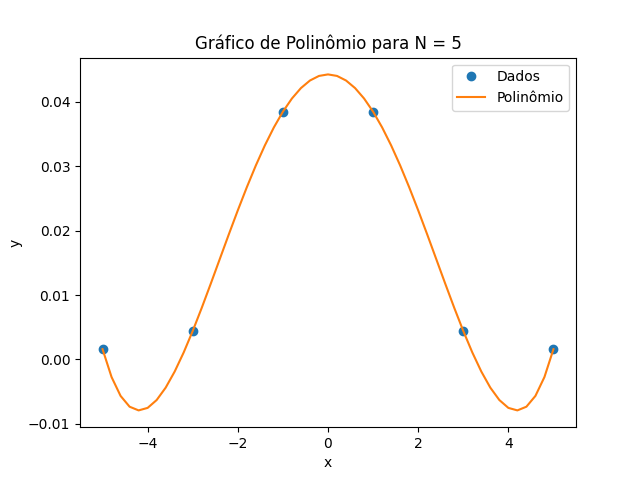 Gráfico de Polinômio para N = 5
Dados
Polinômio
0.04
0.03
0.02
0.01
0.00
−0.01
y
−4
−2
0
2
4
x